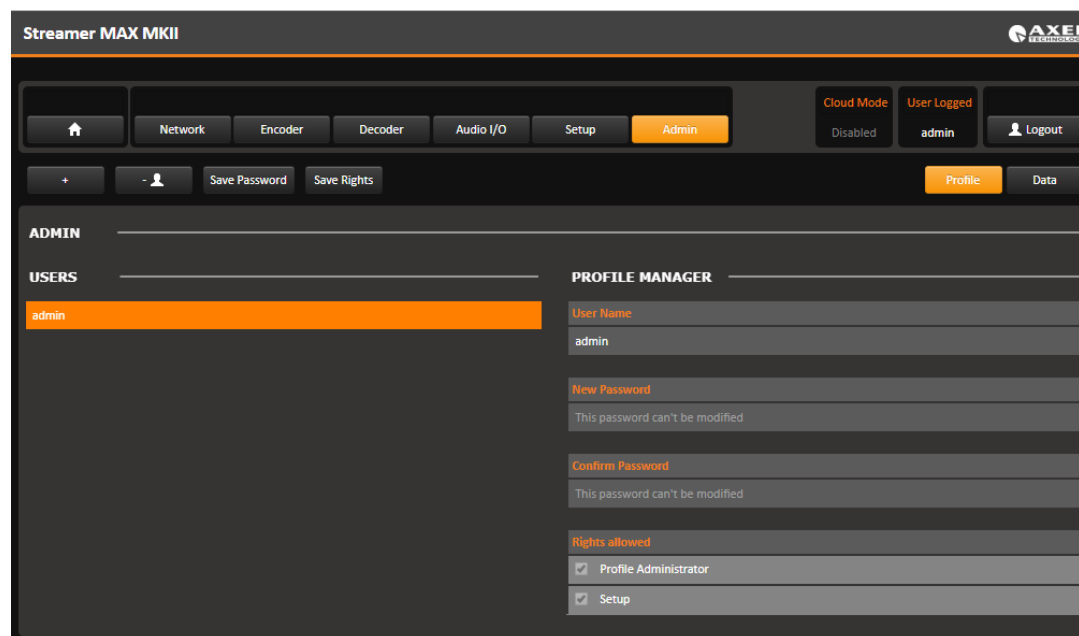 Streamer MAX MKII
AXEL
TECHNOLOG
Cloud Mode User Logged
Network Encoder Decoder Audio I/O Setup Admin Disabled admin Logout
+ - Save Password Save Rights Profile Data
ADMIN
USERS
admin
PROFILE MANAGER
User Name
admin
New Password
This password can't be modified
Confirm Password
This password can't be modified
Rights allowed
Profile Administrator
Setup